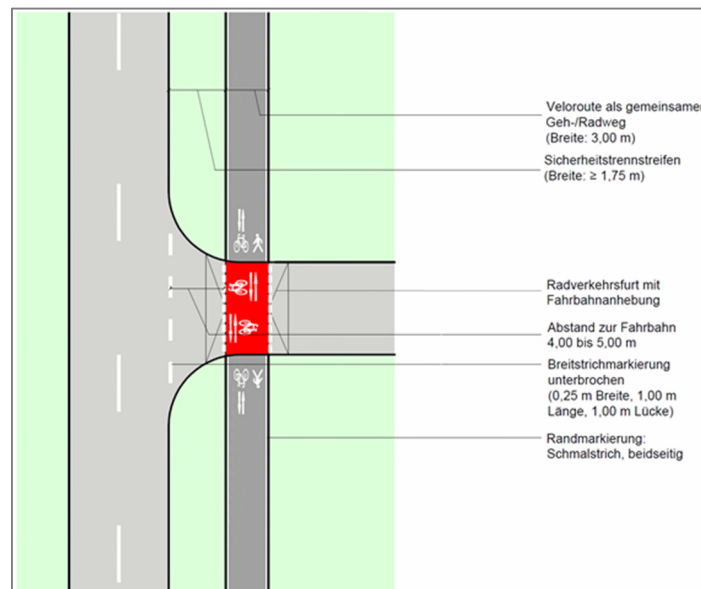 Veloroute als gemeinsamer
Geh-/Radweg
(Breite: 3,00 m)
Sicherheitstrennstreifen
(Breite: ≥ 1,75 m)
Radverkehrsfurt mit
Fahrbahnanhebung
Abstand zur Fahrbahn
4,00 bis 5,00 m
Breitstrichmarkierung
unterbrochen
(0,25 m Breite, 1,00 m
Länge, 1,00 m Lücke)
Randmarkierung:
Schmalstrich, beidseitig